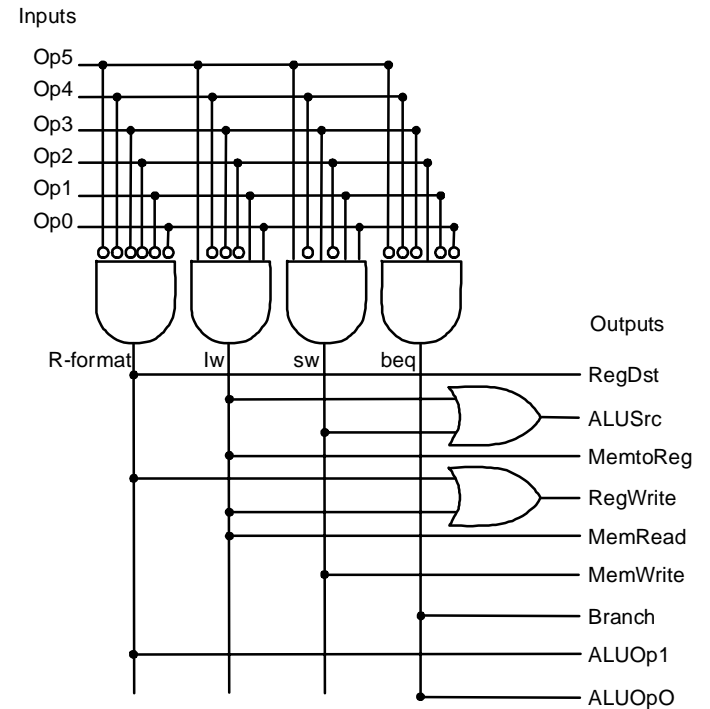 Inputs
Op5
Op4
Op3
Op2
Op1
Op0
Outputs
R-format
lw
sw
beq
RegDst
ALUSrc
MemtoReg
RegWrite
MemRead
MemWrite
Branch
ALUOp1
ALUOpO